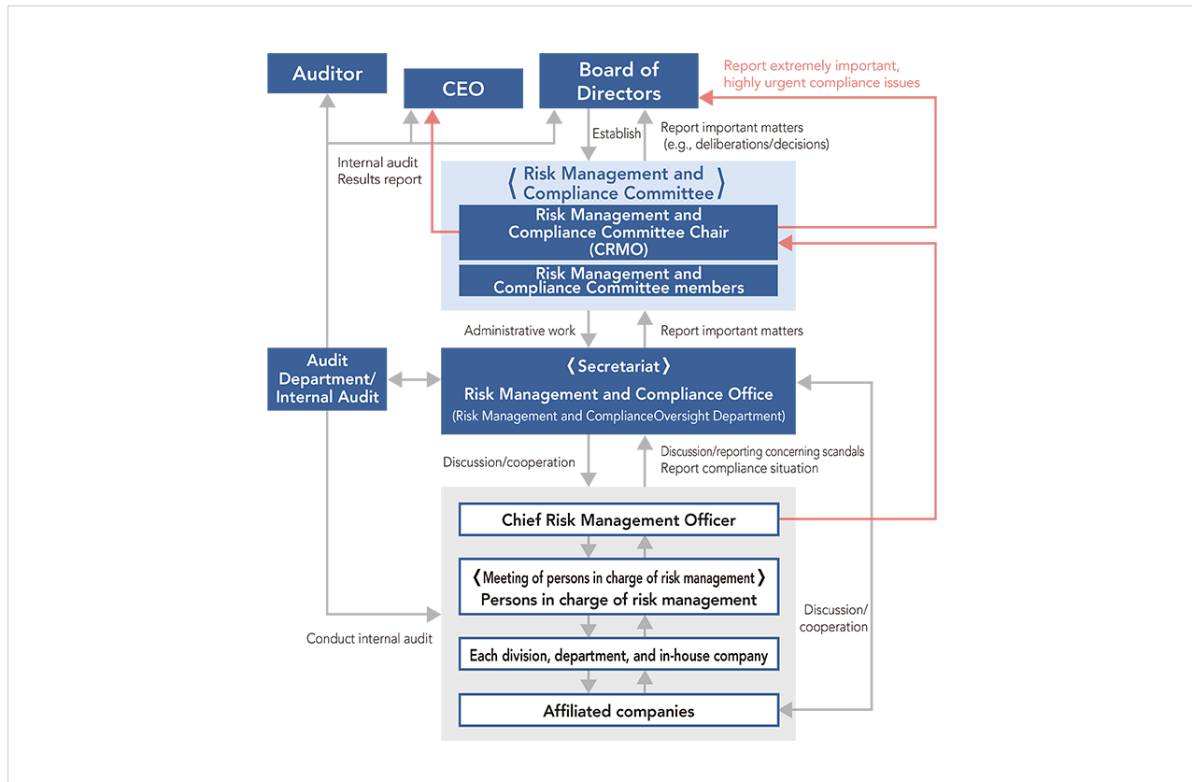 Auditor
CEO
Board of
Directors
Report extremely important,
highly urgent compliance issues
Establish
Report important matters
(e.g., deliberations/decisions)
Internal audit
Results report
⟨Risk Management and
Compliance Committee⟩
Risk Management and
Compliance Committee Chair
(CRMO)
Risk Management and
Compliance Committee members
Administrative work
Report important matters
Audit
Department/
Internal Audit
⟨Secretariat⟩
Risk Management and Compliance Office
(Risk Management and ComplianceOversight Department)
Discussion/cooperation
Discussion/reporting concerning scandals
Report compliance situation
Chief Risk Management Officer
⟨Meeting of persons in charge of risk management⟩
Persons in charge of risk management
Discussion/
cooperation
Conduct internal audit
Each division, department, and in-house company
Affiliated companies